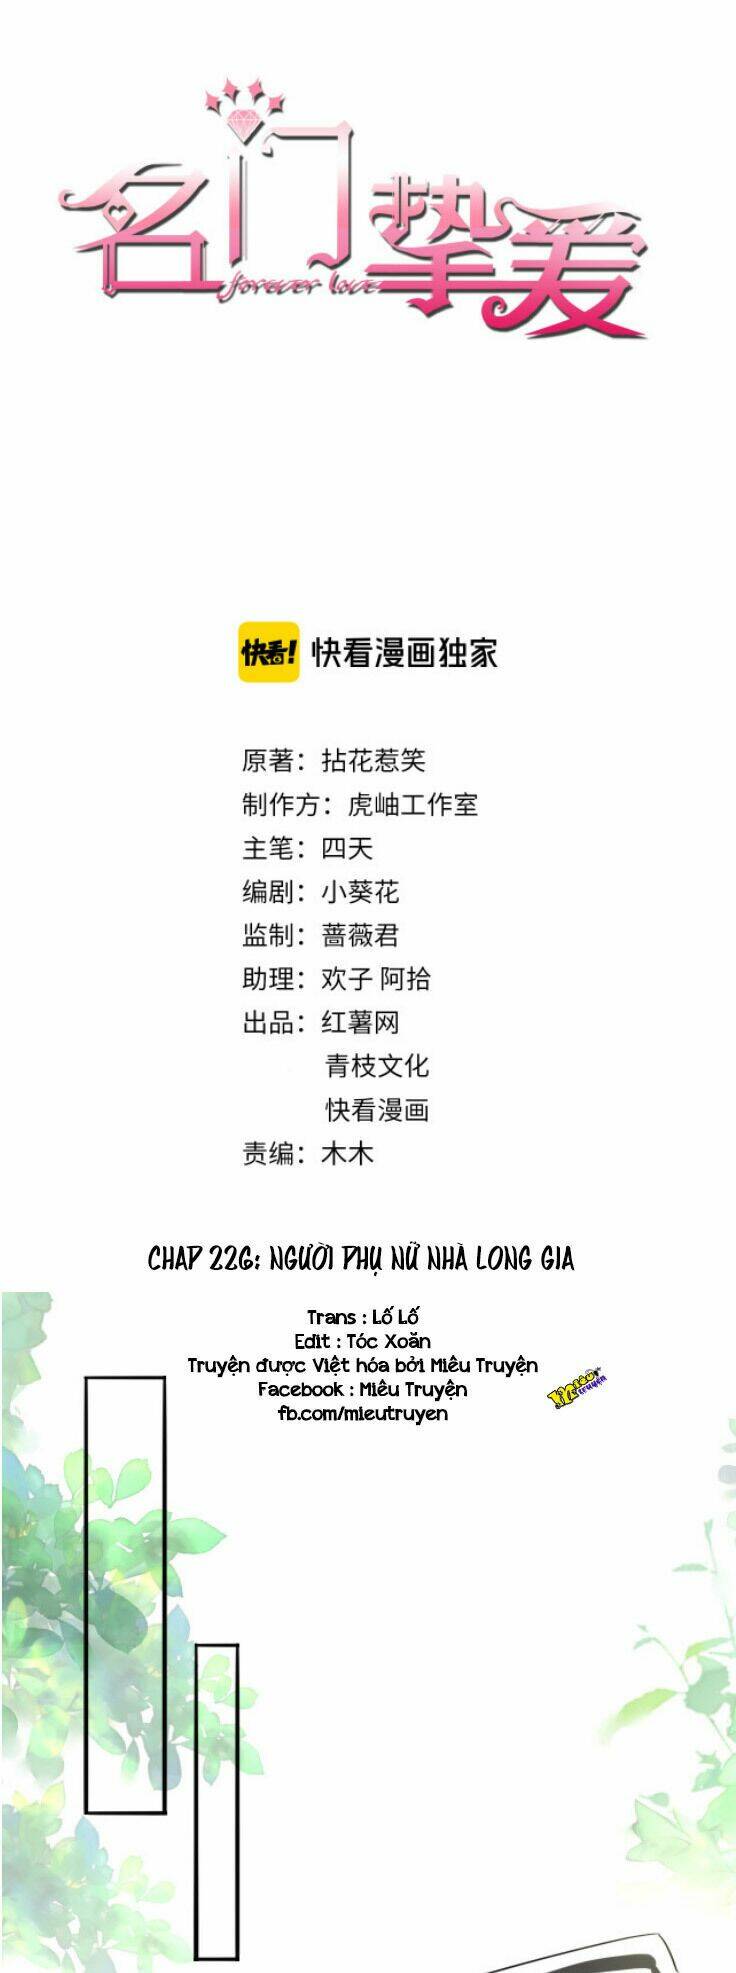 名门挚爱
forever love
快看! 快看漫画独家
原著：拈花惹笑
制作方：虎岫工作室
主笔：四天
编剧：小葵花
监制：蔷薇君
助理：欢子 阿拾
出品：红薯网
青枝文化
快看漫画
责编：木木
CHAP 226: NGƯỜI PHỤ NỮ NHÀ LONG GIA
Trans : Lố Lố
Edit : Tóc Xoăn
Truyện được Việt hóa bởi Miêu Truyện
Facebook : Miêu Truyện
fb.com/mieutruyen
Miêu
truyện